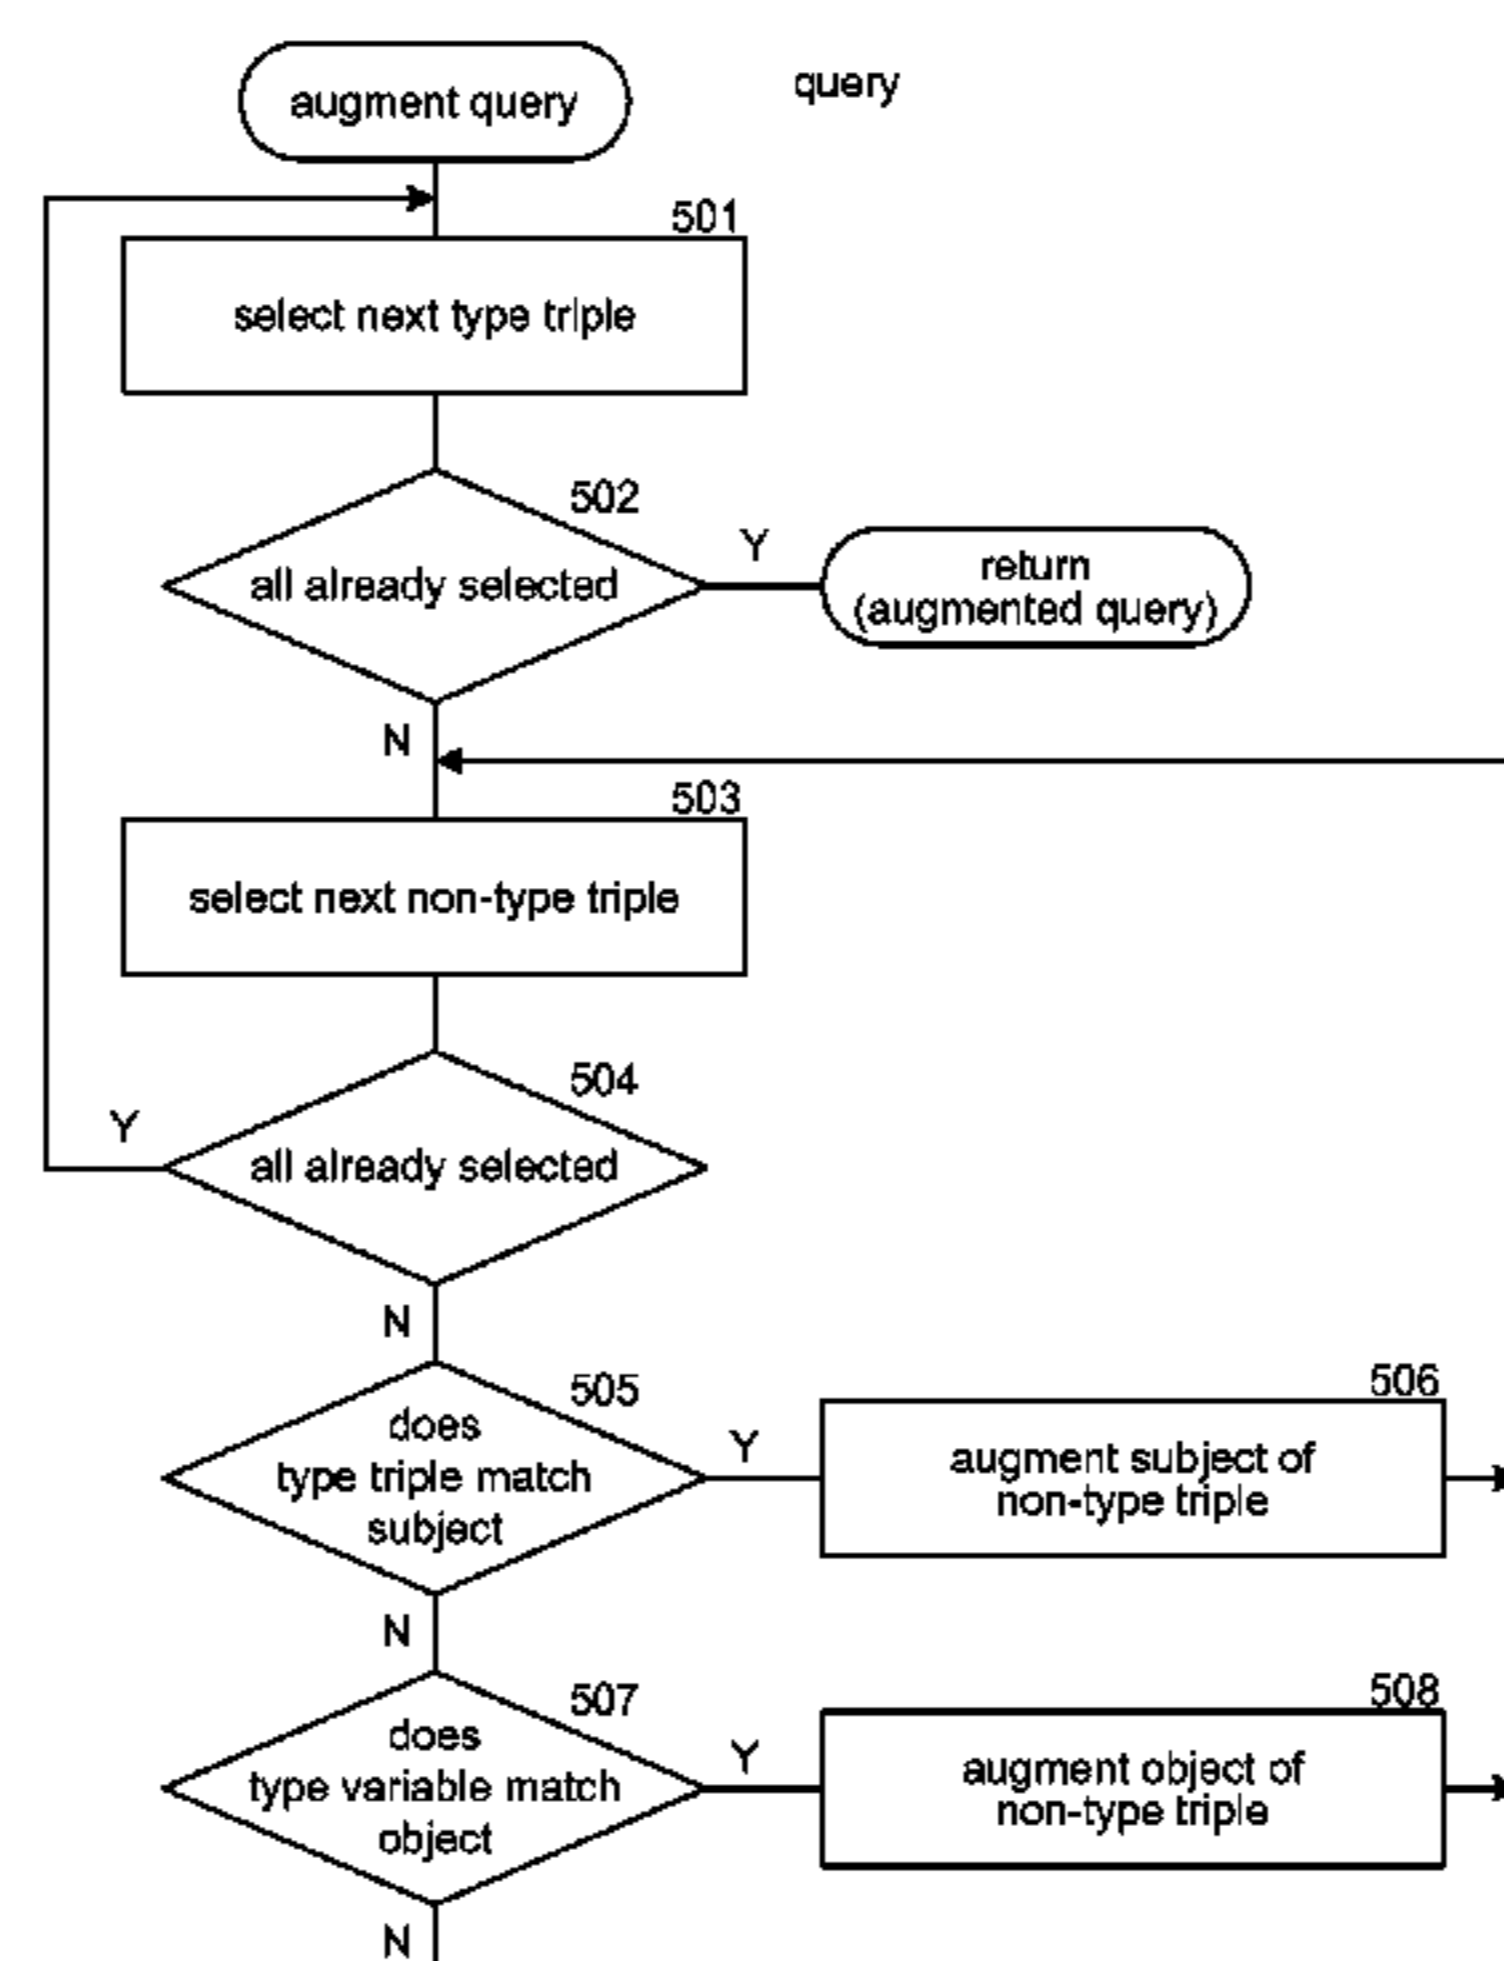 augment query
query
501
select next type triple
502
all already selected
Y
return
(augmented query)
N
503
select next non-type triple
504
Y
all already selected
N
505
does
type triple match
subject
Y
506
augment subject of
non-type triple
N
507
does
type variable match
object
Y
508
augment object of
non-type triple
N